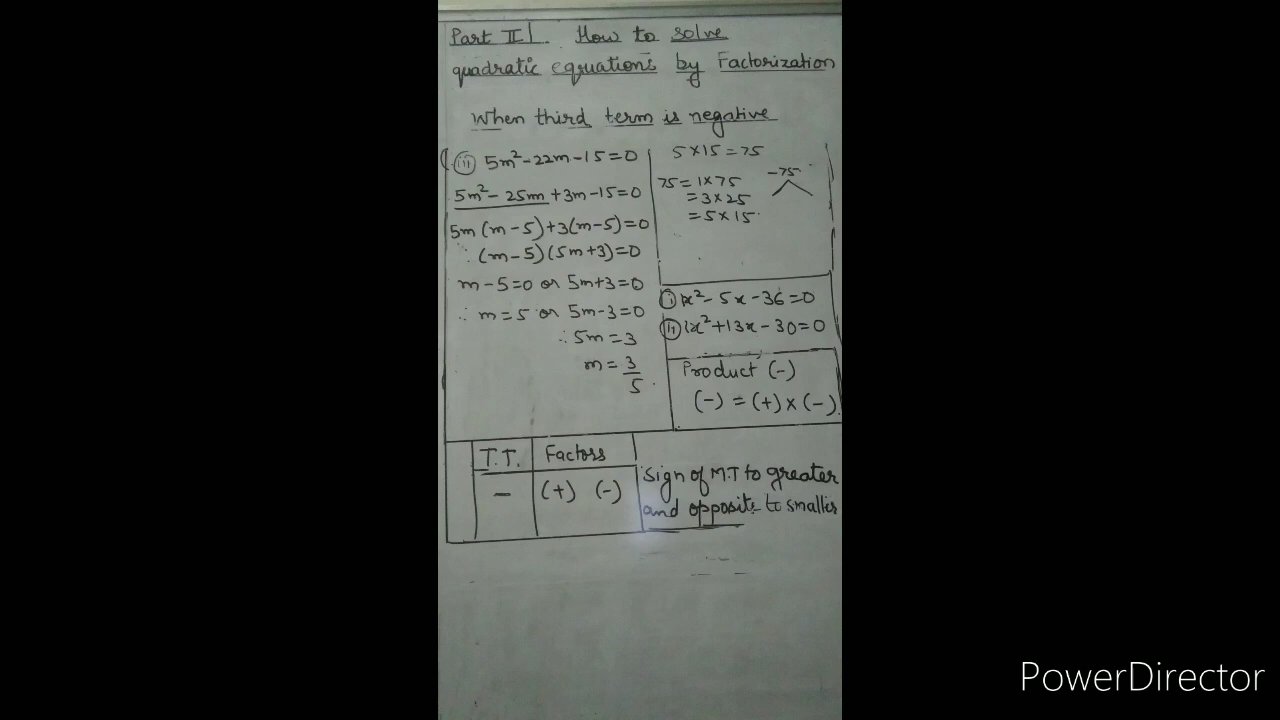 Part II| How to solve
quadratic equations by Factorization
When third term is negative
(iii) 5m²-22m-15=0
5m²-25m+3m-15=0
5m(m-5)+3(m-5)=0
∴ (m-5)(5m+3)=0
m-5=0 or 5m+3=0
∴ m=5 or 5m-3=0
∴ 5m=3
m=3/5.
5×15=75
75=1×75
=3×25
=5×15
-75
(i) 1x²-5x-36=0
(ii) 1x²+13x-30=0
Product (-)
(-) = (+)×(-).
T.T. Factors
- (+) (-)
Sign of M.T to greater
and opposite to smaller
PowerDirector